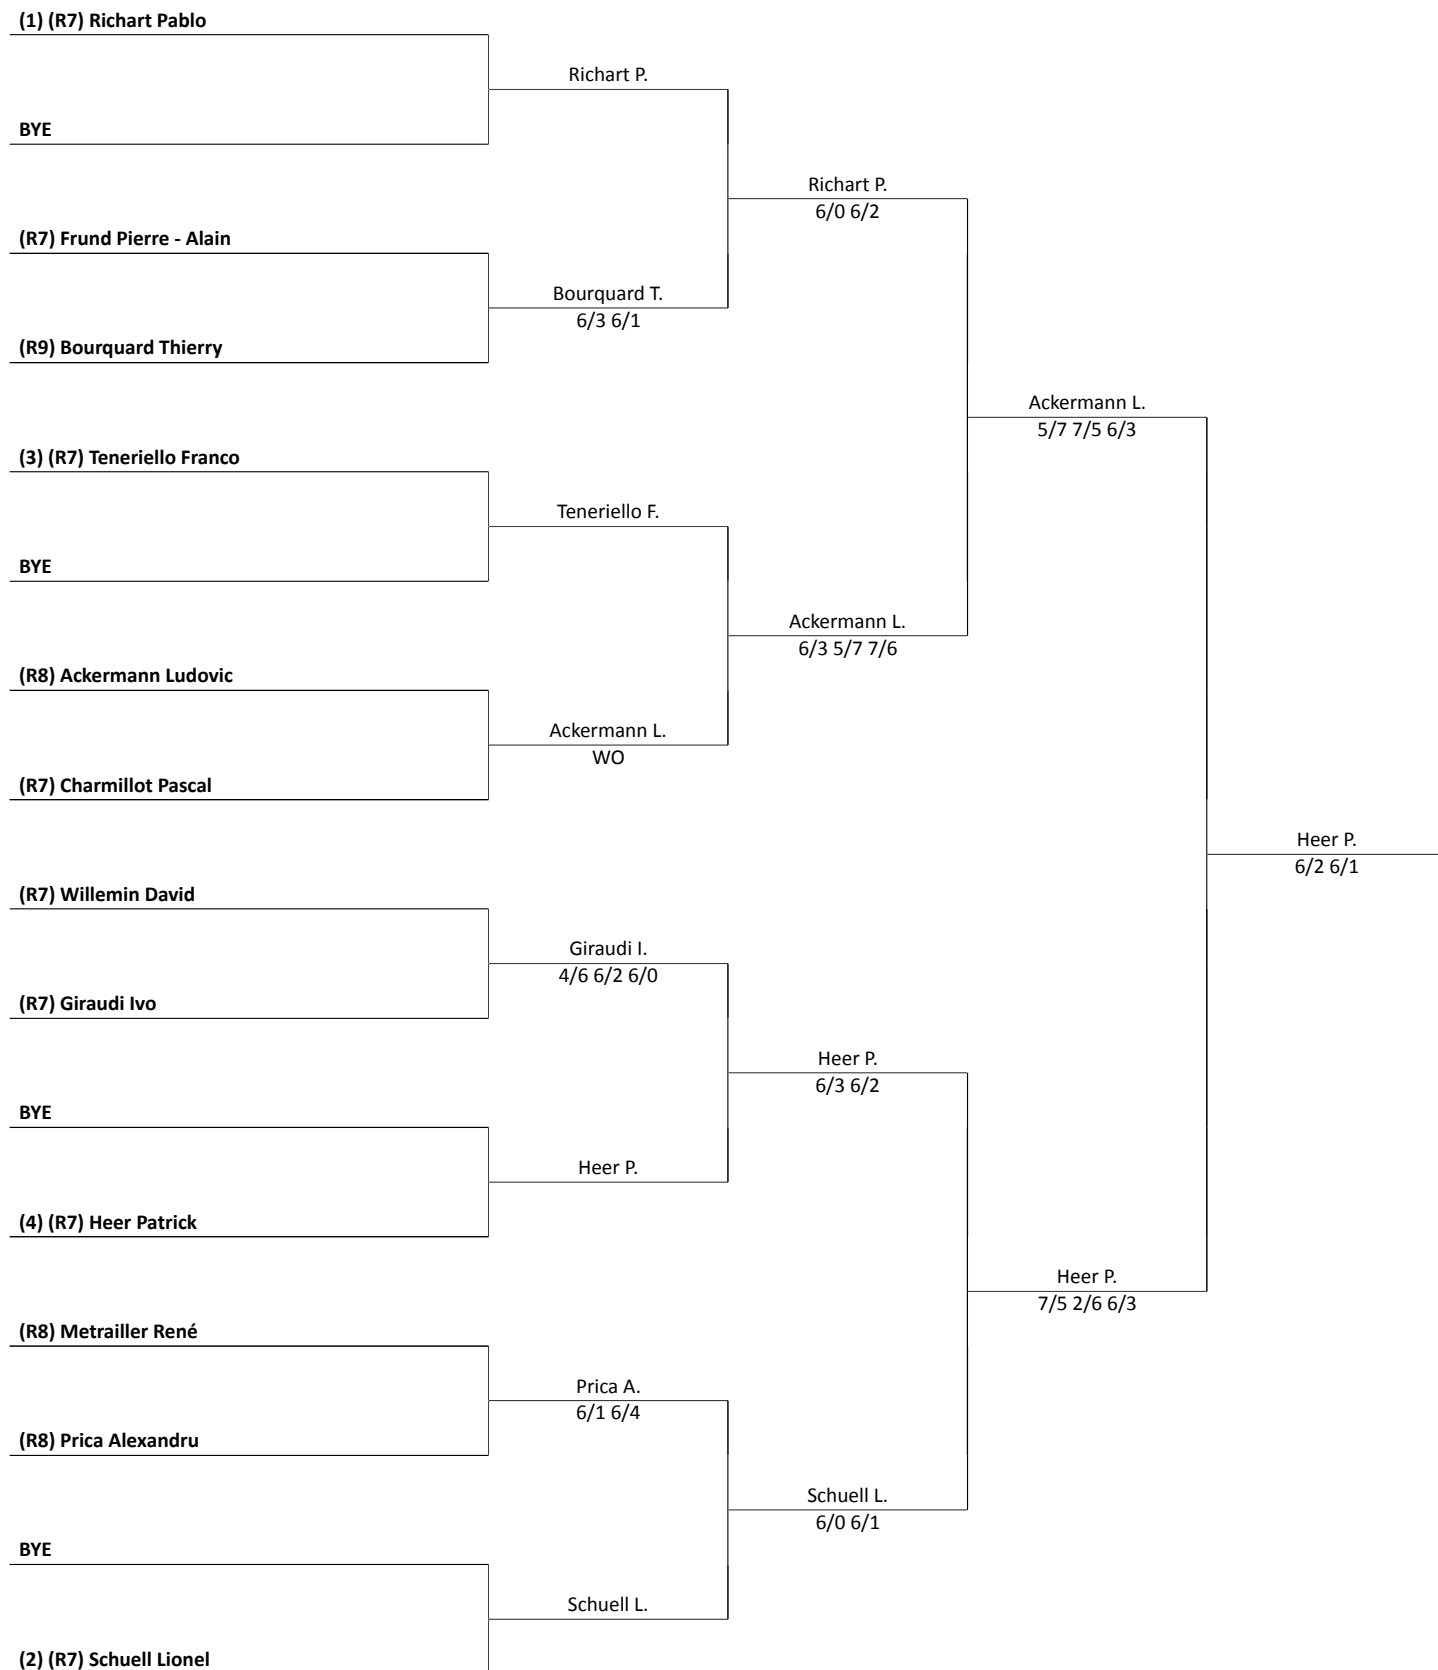 (1) (R7) Richart Pablo
Richart P.
BYE
Richart P.
6/0 6/2
(R7) Frund Pierre - Alain
Bourquard T.
6/3 6/1
(R9) Bourquard Thierry
Ackermann L.
5/7 7/5 6/3
(3) (R7) Teneriello Franco
Teneriello F.
BYE
Ackermann L.
6/3 5/7 7/6
(R8) Ackermann Ludovic
Ackermann L.
WO
(R7) Charmillot Pascal
Heer P.
6/2 6/1
(R7) Willemin David
Giraudi I.
4/6 6/2 6/0
(R7) Giraudi Ivo
Heer P.
6/3 6/2
BYE
Heer P.
(4) (R7) Heer Patrick
Heer P.
7/5 2/6 6/3
(R8) Metrailler René
Prica A.
6/1 6/4
(R8) Prica Alexandru
Schuell L.
6/0 6/1
BYE
Schuell L.
(2) (R7) Schuell Lionel